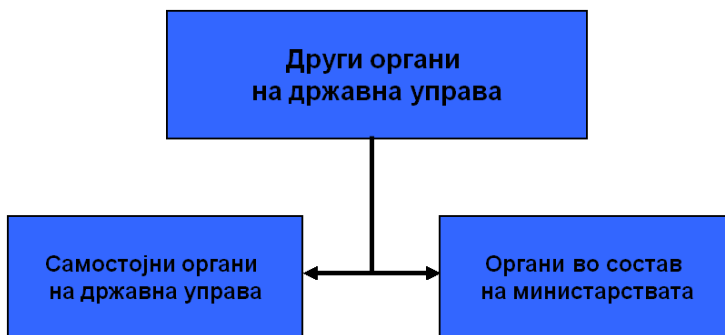 Други органи
на државна управа
Самостојни органи
на државна управа
Органи во состав
на министарствата